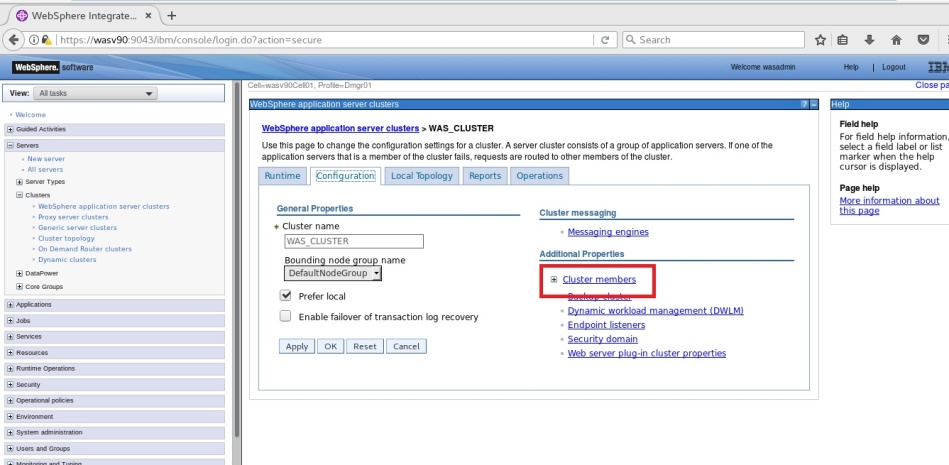 WebSphere Integrate...
https://wasv90:9043/ibm/console/login.do?action=secure
Search
WebSphere. software
Welcome wasadmin
Help | Logout
IBM
View: All tasks
Cell=wasv90Cell01, Profile=Dmgr01
Close pa
Welcome
Guided Activities
Servers
New server
All servers
Server Types
Clusters
WebSphere application server clusters
Proxy server clusters
Generic server clusters
Cluster topology
On Demand Router clusters
Dynamic clusters
DataPower
Core Groups
Applications
Jobs
Services
Resources
Runtime Operations
Security
Operational policies
Environment
System administration
Users and Groups
Monitoring and Tuning
WebSphere application server clusters
WebSphere application server clusters > WAS_CLUSTER
Use this page to change the configuration settings for a cluster. A server cluster consists of a group of application servers. If one of the
application servers that is a member of the cluster fails, requests are routed to other members of the cluster.
Runtime
Configuration
Local Topology
Reports
Operations
General Properties
Cluster name
WAS_CLUSTER
Bounding node group name
DefaultNodeGroup
Prefer local
Enable failover of transaction log recovery
Apply
OK
Reset
Cancel
Cluster messaging
Messaging engines
Additional Properties
Cluster members
Backup cluster
Dynamic workload management (DWLM)
Endpoint listeners
Security domain
Web server plug-in cluster properties
Help
Field help
For field help information,
select a field label or list
marker when the help
cursor is displayed.
Page help
More information about
this page